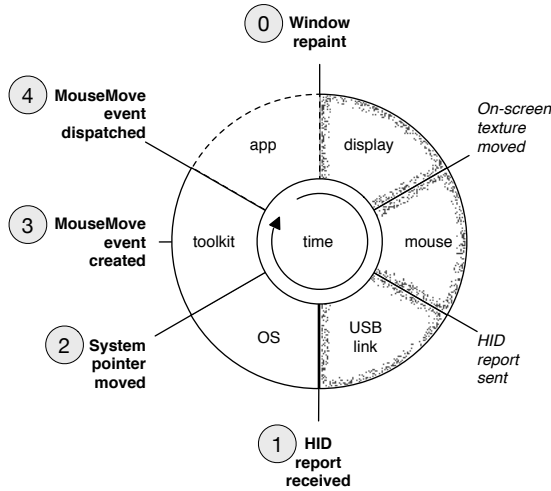 0 Window
repaint
4 MouseMove
event
dispatched
On-screen
texture
moved
app
display
3 MouseMove
event
created
toolkit
time
mouse
2 System
pointer
moved
OS
USB
link
HID
report
sent
1 HID
report
received